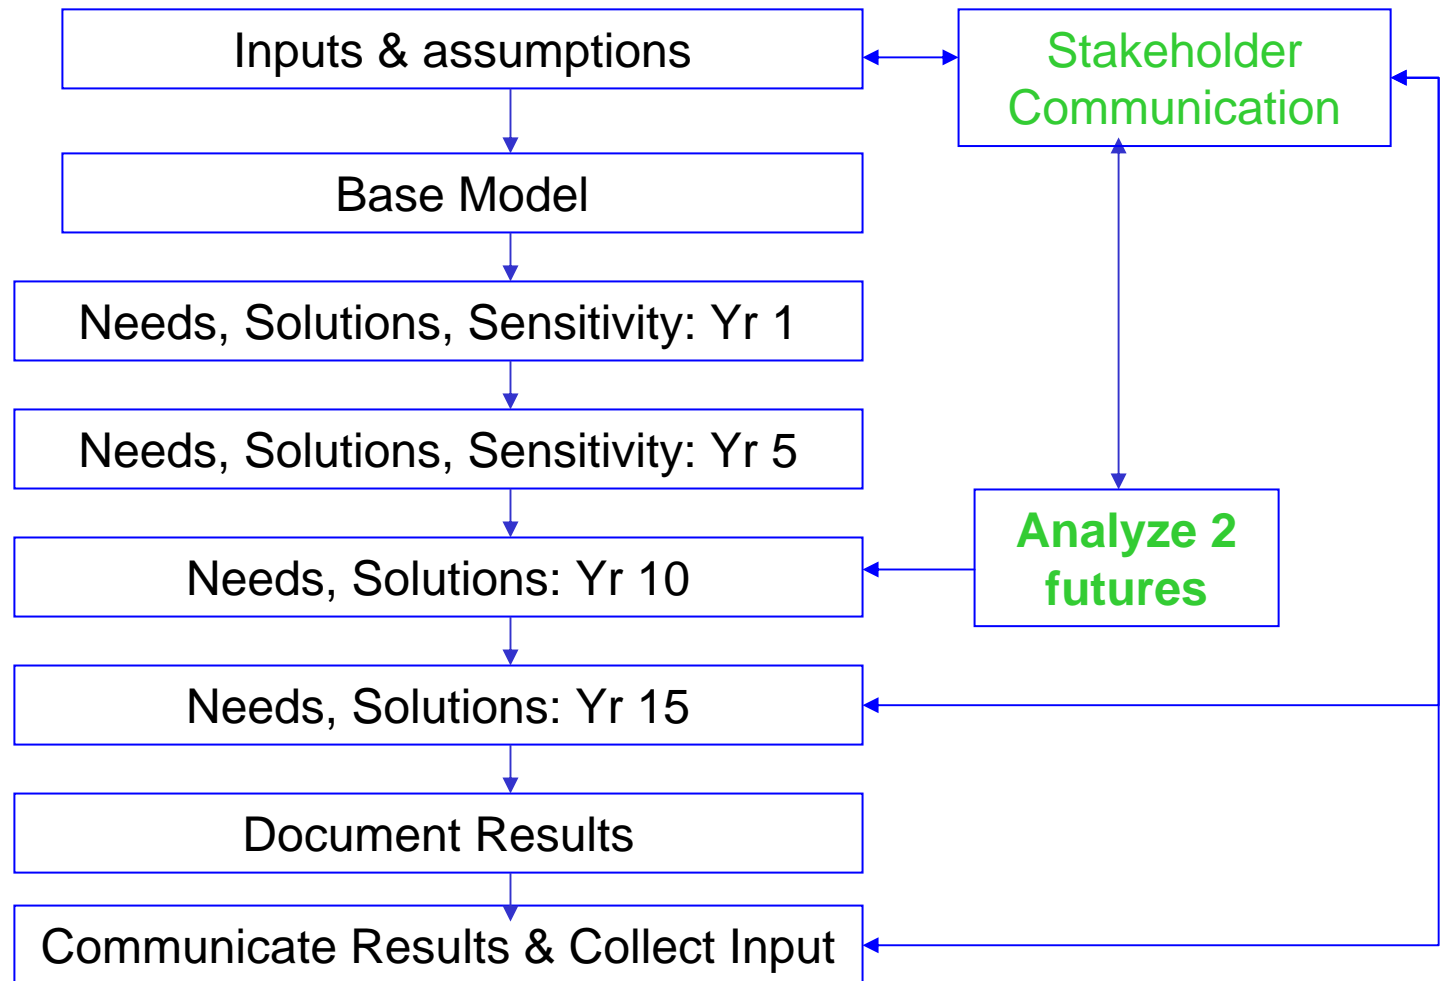 Inputs & assumptions
Stakeholder
Communication
Base Model
Needs, Solutions, Sensitivity: Yr 1
Needs, Solutions, Sensitivity: Yr 5
Analyze 2
futures
Needs, Solutions: Yr 10
Needs, Solutions: Yr 15
Document Results
Communicate Results & Collect Input